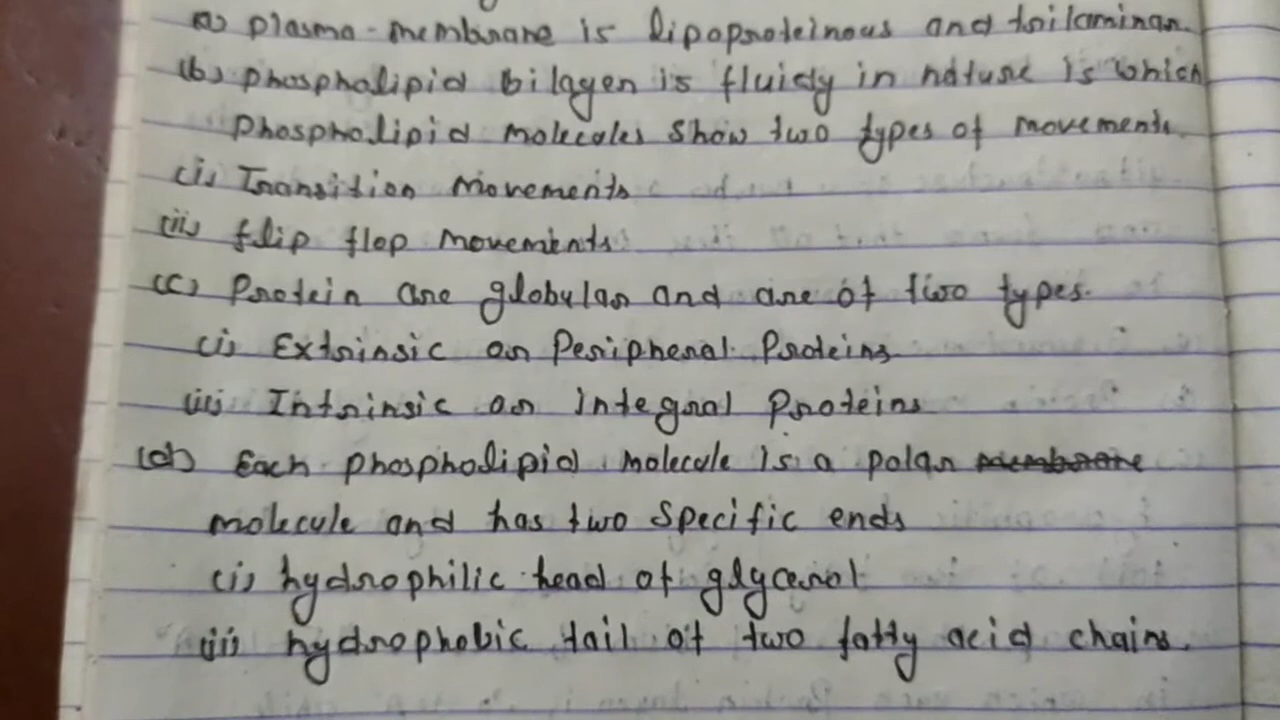 (a) Plasma-membrane is lipoproteinous and trilaminar.
(b) Phospholipid bilayer is fluidy in nature is which
Phospholipid molecules show two types of movements
(i) Transition movements
(ii) flip flop movements
(c) Protein are globular and are of two types.
(i) Extrinsic or Peripheral Proteins
(ii) Intrinsic or integral Proteins
(d) Each phospholipid molecule is a polar
molecule and has two specific ends
(i) hydrophilic head of glycerol
(ii) hydrophobic tail of two fatty acid chains.